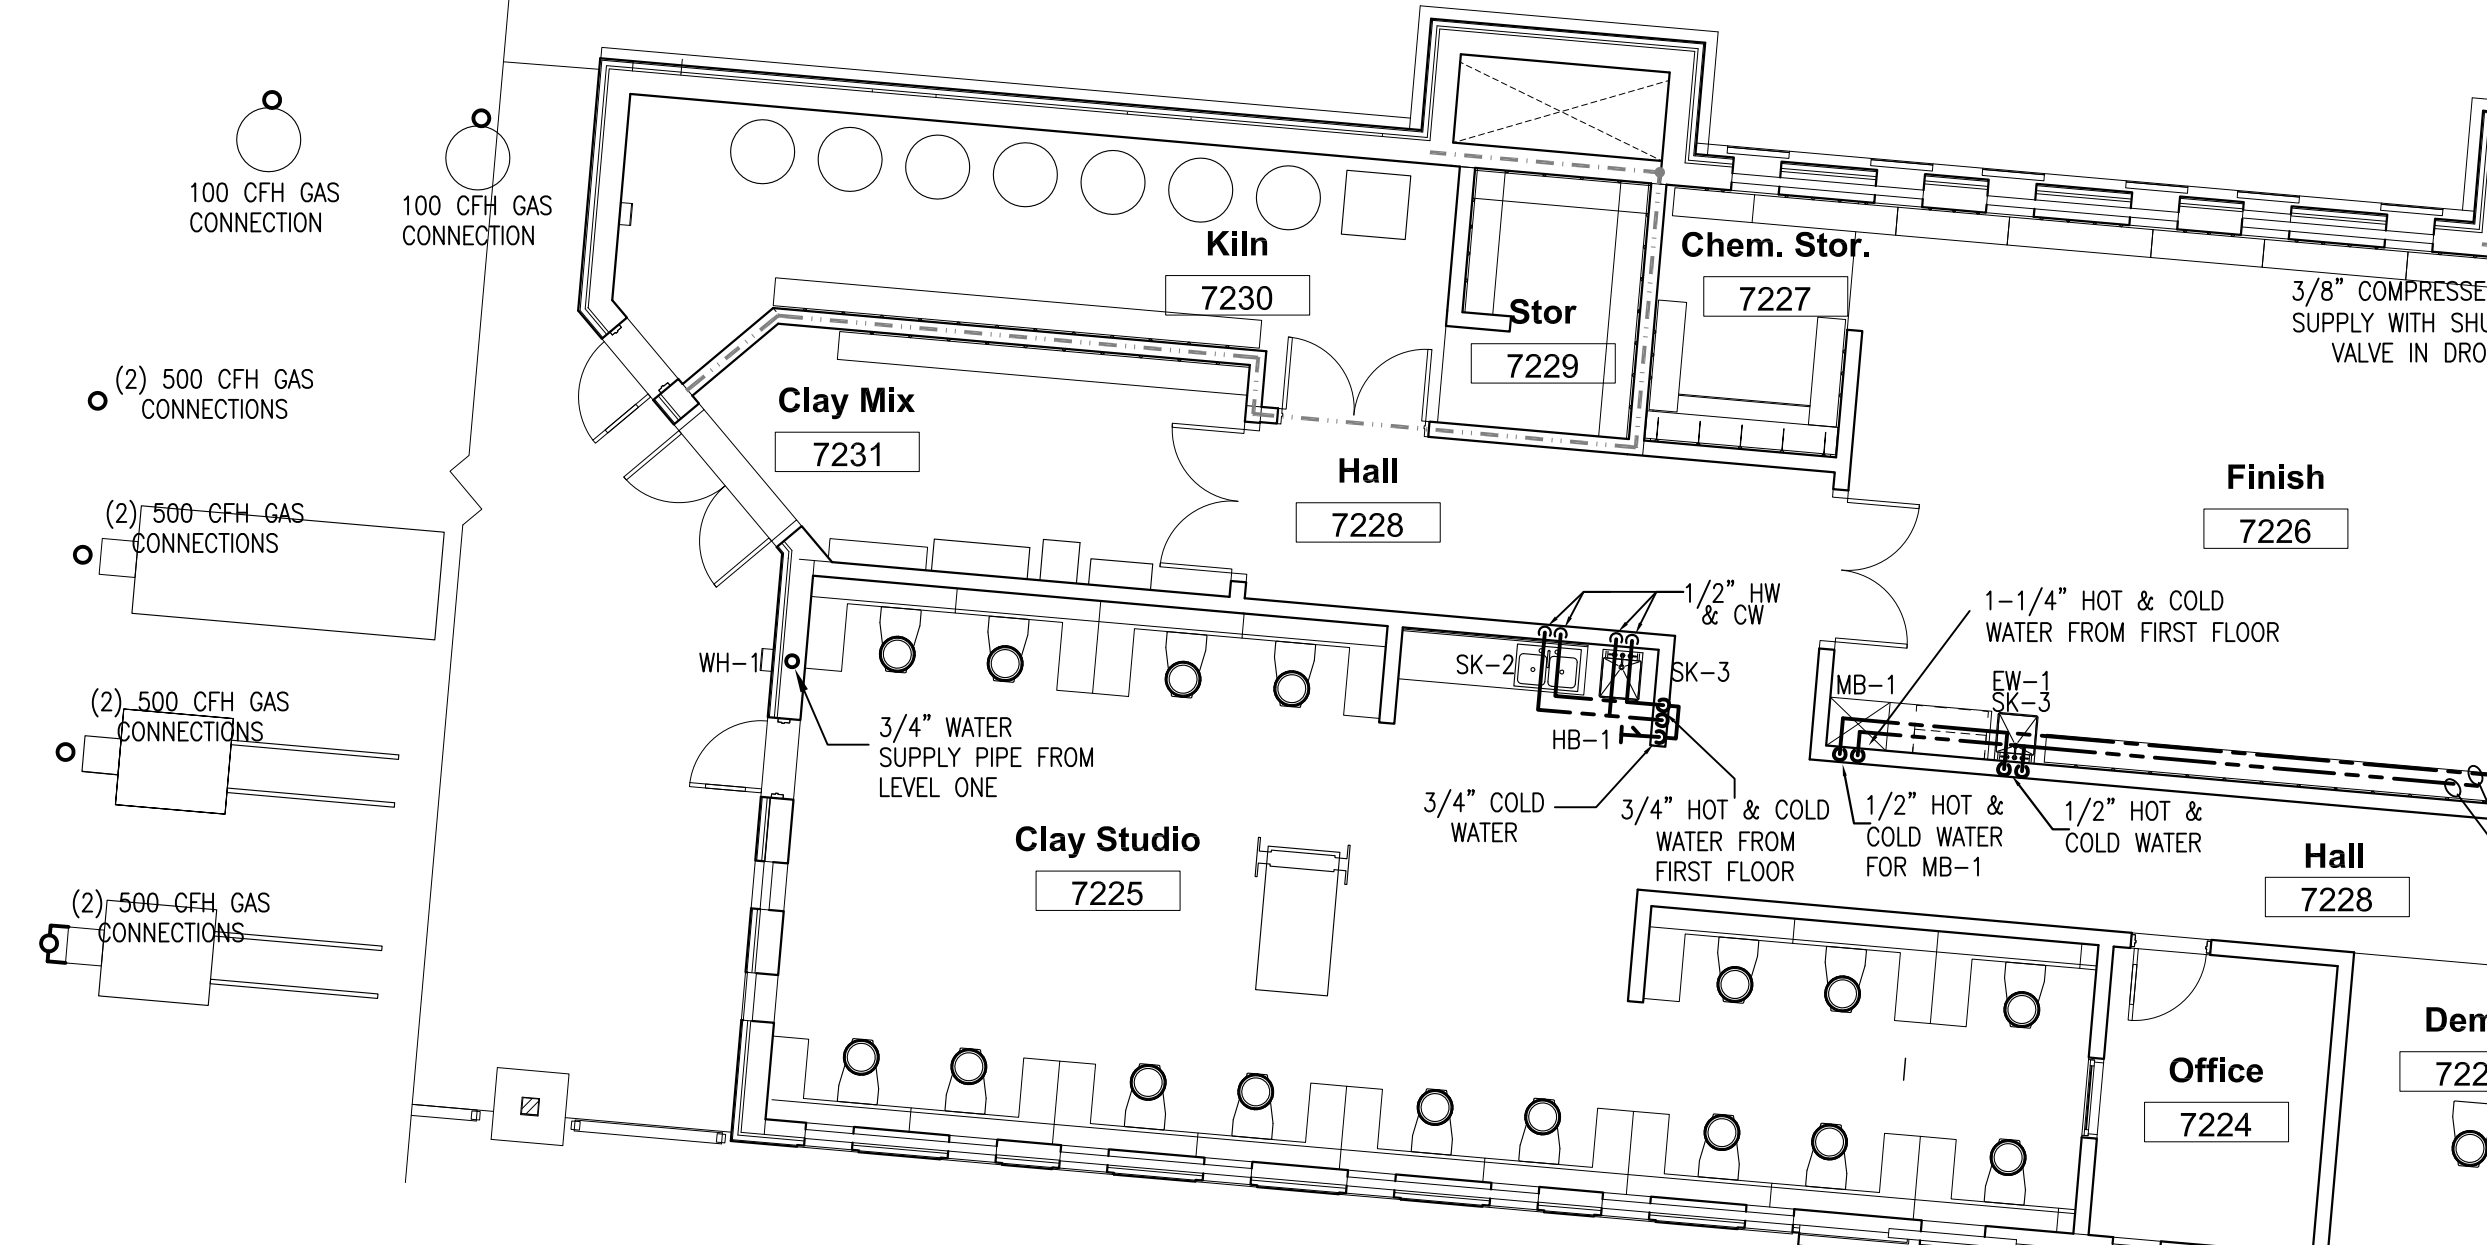 100 CFH GAS
CONNECTION
100 CFH GAS
CONNECTION
Kiln
7230
Chem. Stor.
7227
Stor
7229
3/8" COMPRESSE
SUPPLY WITH SHU
VALVE IN DRO
(2) 500 CFH GAS
CONNECTIONS
Clay Mix
7231
Hall
7228
Finish
7226
(2) 500 CFH GAS
CONNECTIONS
1/2" HW
& CW
1-1/4" HOT & COLD
WATER FROM FIRST FLOOR
WH-1
SK-2
SK-3
MB-1
EW-1
SK-3
(2) 500 CFH GAS
CONNECTIONS
3/4" WATER
SUPPLY PIPE FROM
LEVEL ONE
HB-1
3/4" COLD
WATER
3/4" HOT & COLD
WATER FROM
FIRST FLOOR
1/2" HOT &
COLD WATER
FOR MB-1
1/2" HOT &
COLD WATER
Clay Studio
7225
Hall
7228
(2) 500 CFH GAS
CONNECTIONS
Office
7224
Dem
722